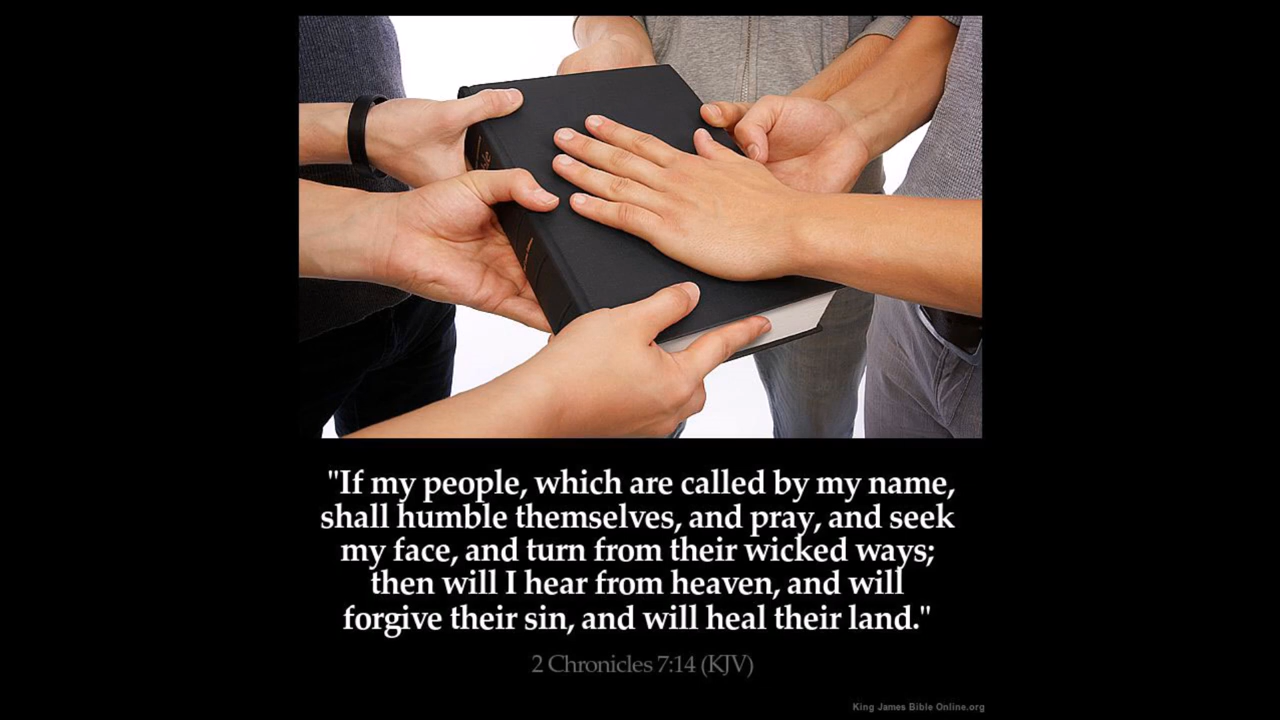 "If my people, which are called by my name,
shall humble themselves, and pray, and seek
my face, and turn from their wicked ways;
then will I hear from heaven, and will
forgive their sin, and will heal their land."
2 Chronicles 7:14 (KJV)
King James Bible Online.org